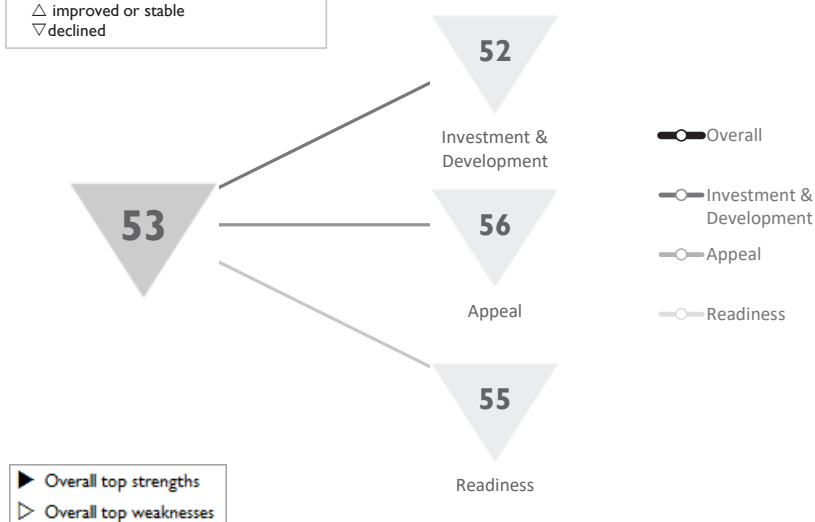 △ improved or stable
▽ declined
52
Investment &
Development
53
56
Appeal
55
Readiness
Overall
Investment &
Development
Appeal
Readiness
▶ Overall top strengths
▷ Overall top weaknesses